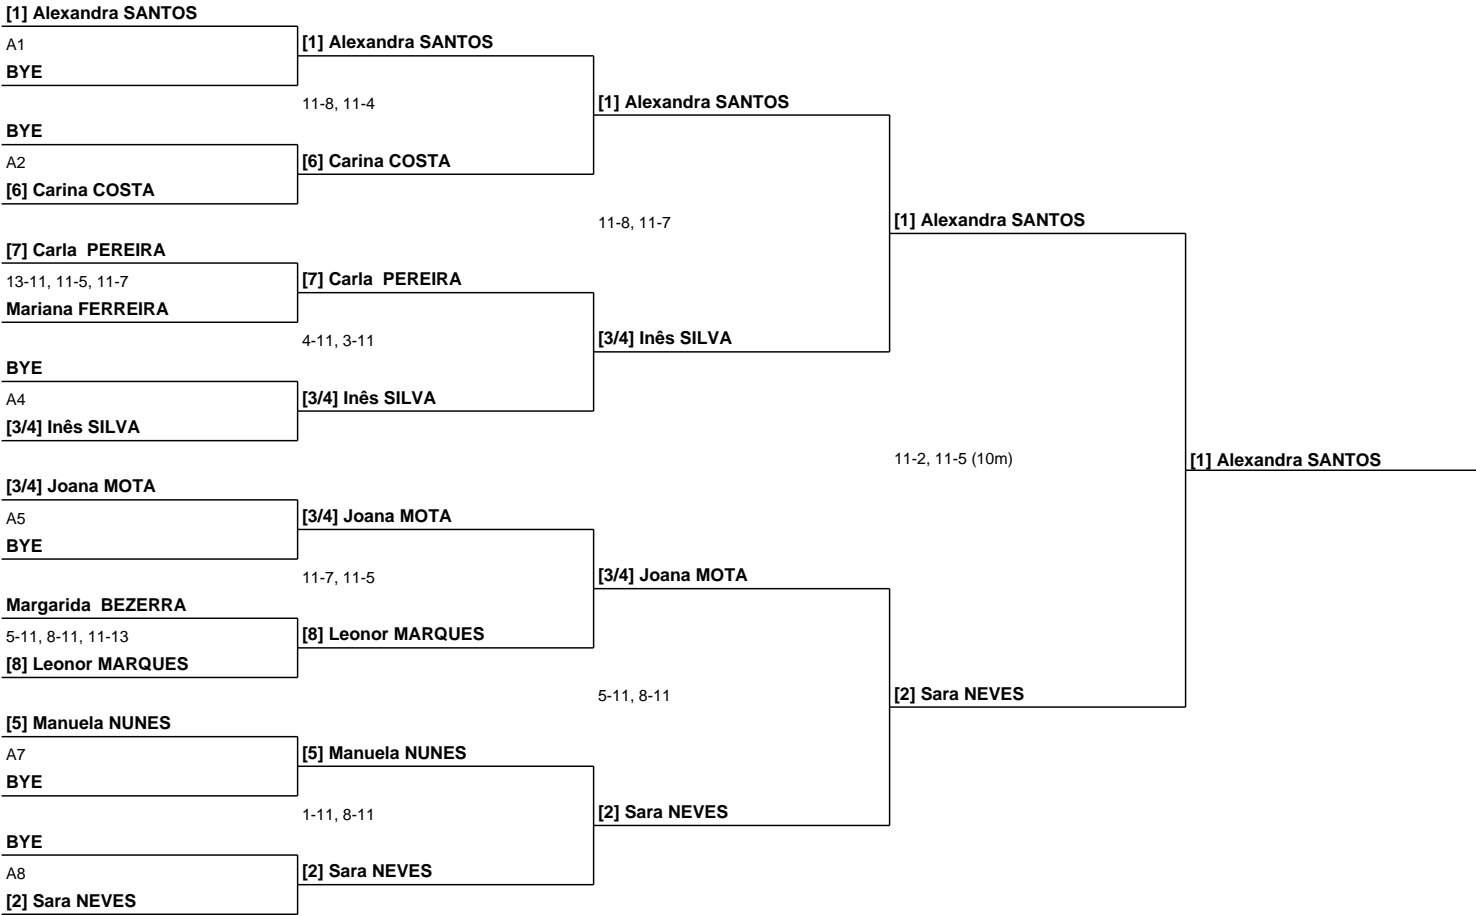 [1] Alexandra SANTOS
A1
BYE
BYE
A2
[6] Carina COSTA
[7] Carla  PEREIRA
13-11, 11-5, 11-7
Mariana FERREIRA
BYE
A4
[3/4] Inês SILVA
[3/4] Joana MOTA
A5
BYE
Margarida  BEZERRA
5-11, 8-11, 11-13
[8] Leonor MARQUES
[5] Manuela NUNES
A7
BYE
BYE
A8
[2] Sara NEVES
[1] Alexandra SANTOS
11-8, 11-4
[6] Carina COSTA
[7] Carla  PEREIRA
4-11, 3-11
[3/4] Inês SILVA
[3/4] Joana MOTA
11-7, 11-5
[8] Leonor MARQUES
[5] Manuela NUNES
1-11, 8-11
[2] Sara NEVES
[1] Alexandra SANTOS
11-8, 11-7
[3/4] Inês SILVA
[3/4] Joana MOTA
5-11, 8-11
[2] Sara NEVES
[1] Alexandra SANTOS
11-2, 11-5 (10m)
[2] Sara NEVES
[1] Alexandra SANTOS